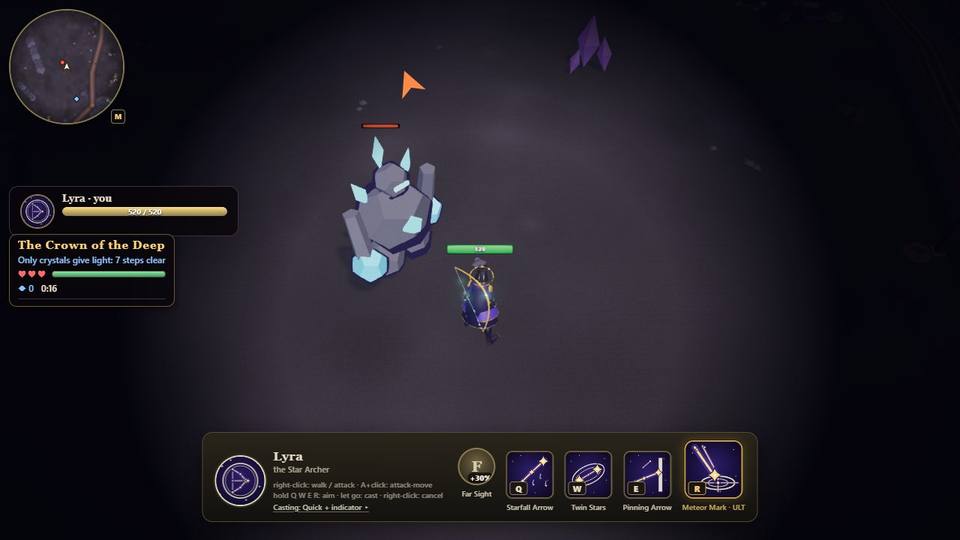 M
Lyra · you
520 / 520
The Crown of the Deep
Only crystals give light: 7 steps clear
0 0:16
Lyra
the Star Archer
right-click: walk / attack · A+click: attack-move
hold Q W E R: aim · let go: cast · right-click: cancel
Casting: Quick + indicator
F
+30%
Far Sight
Q
Starfall Arrow
W
Twin Stars
E
Pinning Arrow
R
Meteor Mark · ULT